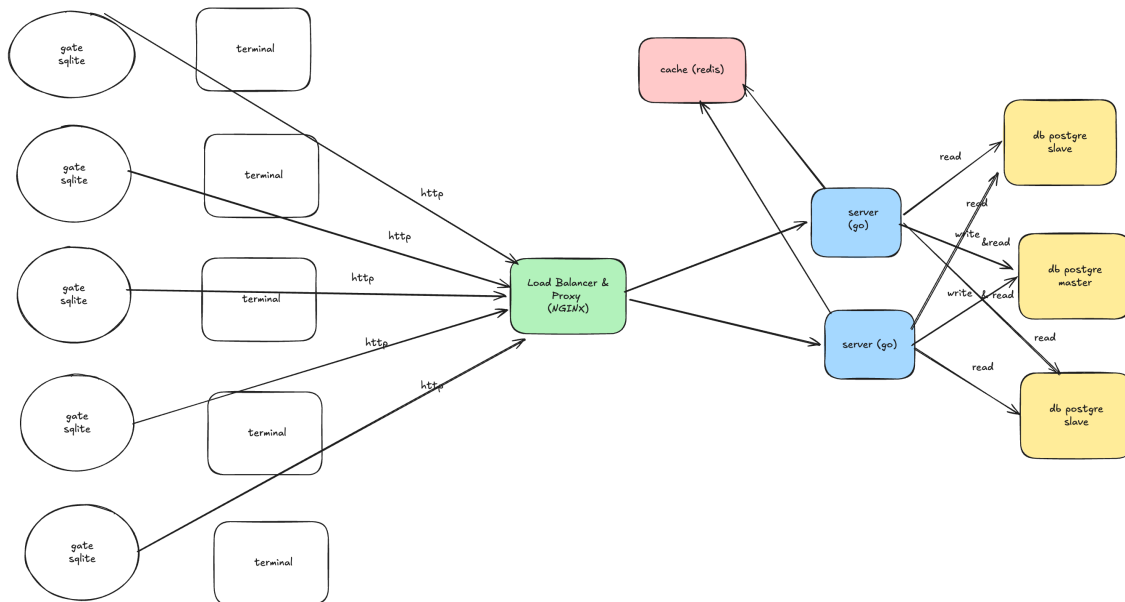 gate
sqlite
terminal
gate
sqlite
terminal
gate
sqlite
terminal
gate
sqlite
terminal
gate
sqlite
terminal
http
http
http
http
http
Load Balancer &
Proxy
(NGINX)
cache (redis)
server
(go)
server (go)
read
read
write &read
write & read
read
read
db postgre
slave
db postgre
master
db postgre
slave